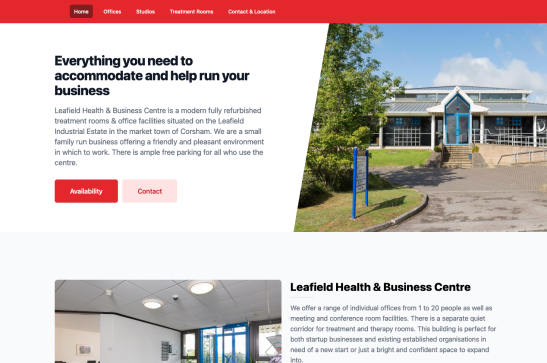 Home Offices Studios Treatment Rooms Contact & Location
Everything you need to
accommodate and help run your
business
Leafield Health & Business Centre is a modern fully refurbished
treatment rooms & office facilities situated on the Leafield
Industrial Estate in the market town of Corsham. We are a small
family run business offering a friendly and pleasant environment
in which to work. There is ample free parking for all who use the
centre.
Availability Contact
Leafield Health & Business Centre
We offer a range of individual offices from 1 to 20 people as well as
meeting and conference room facilities. There is a separate quiet
corridor for treatment and therapy rooms. This building is perfect for
both startup businesses and existing established organisations in
need of a new start or just a bright and confident space to expand
into.